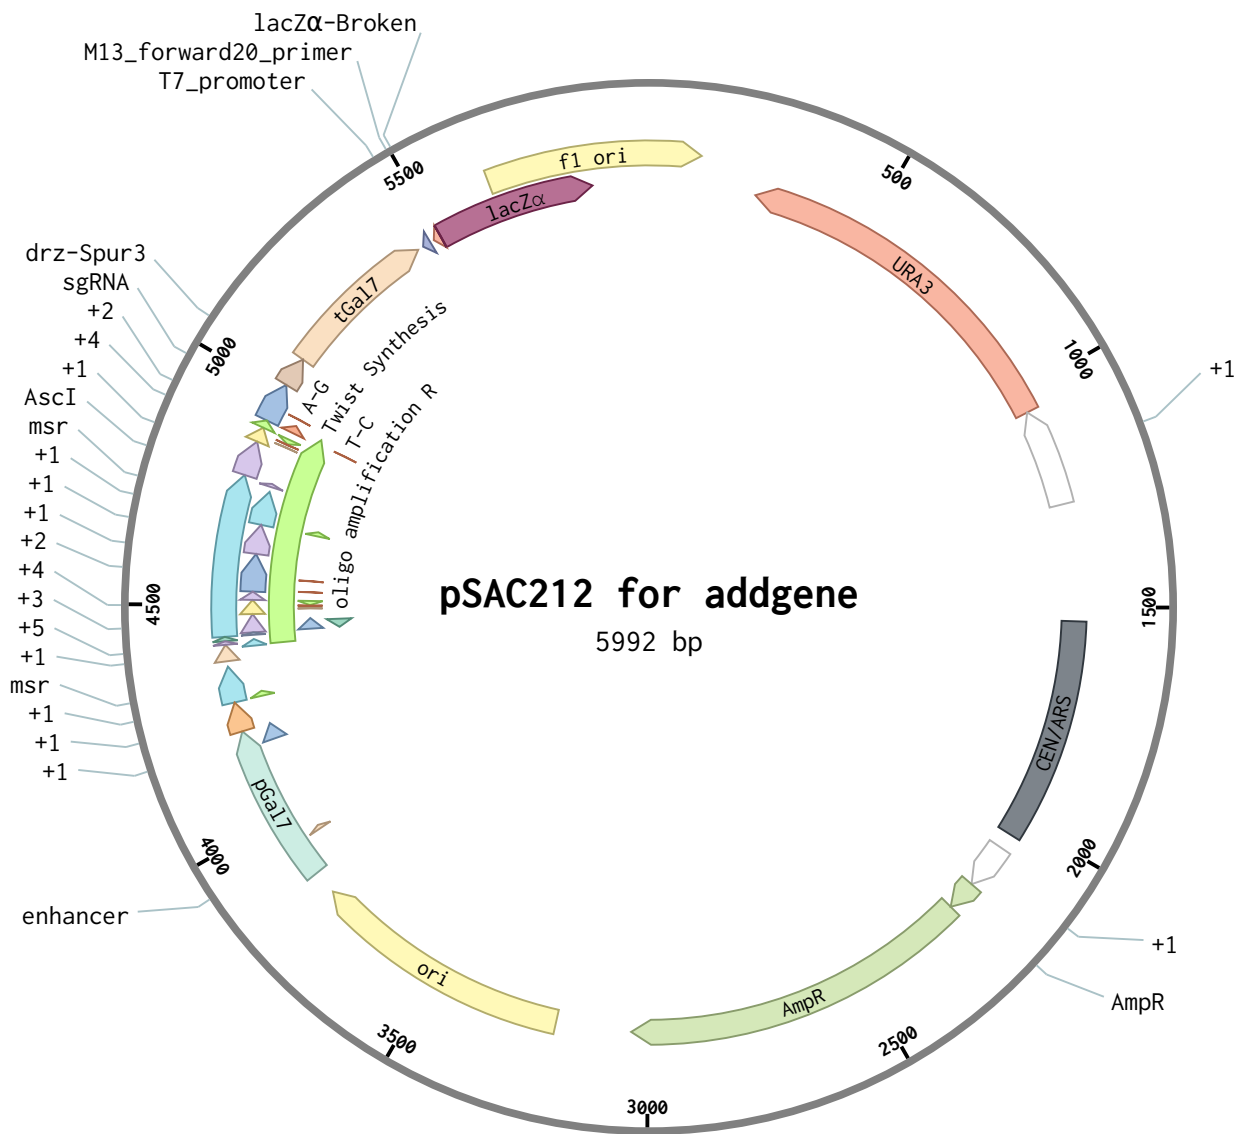 lacZα-Broken
M13_forward20_primer
T7_promoter
f1 ori
lacZα
5500
500
URA3
drz-Spur3
sgRNA
+2
+4
+1
AscI
msr
+1
+1
+1
+2
+4
+3
+5
+1
msr
+1
+1
+1
5000
tGal7
A-G
Twist Synthesis
T-C
oligo amplification R
1000
+1
pSAC212 for addgene
5992 bp
4500
1500
CEN/ARS
pGal7
4000
2000
enhancer
+1
AmpR
ori
AmpR
3500
2500
3000